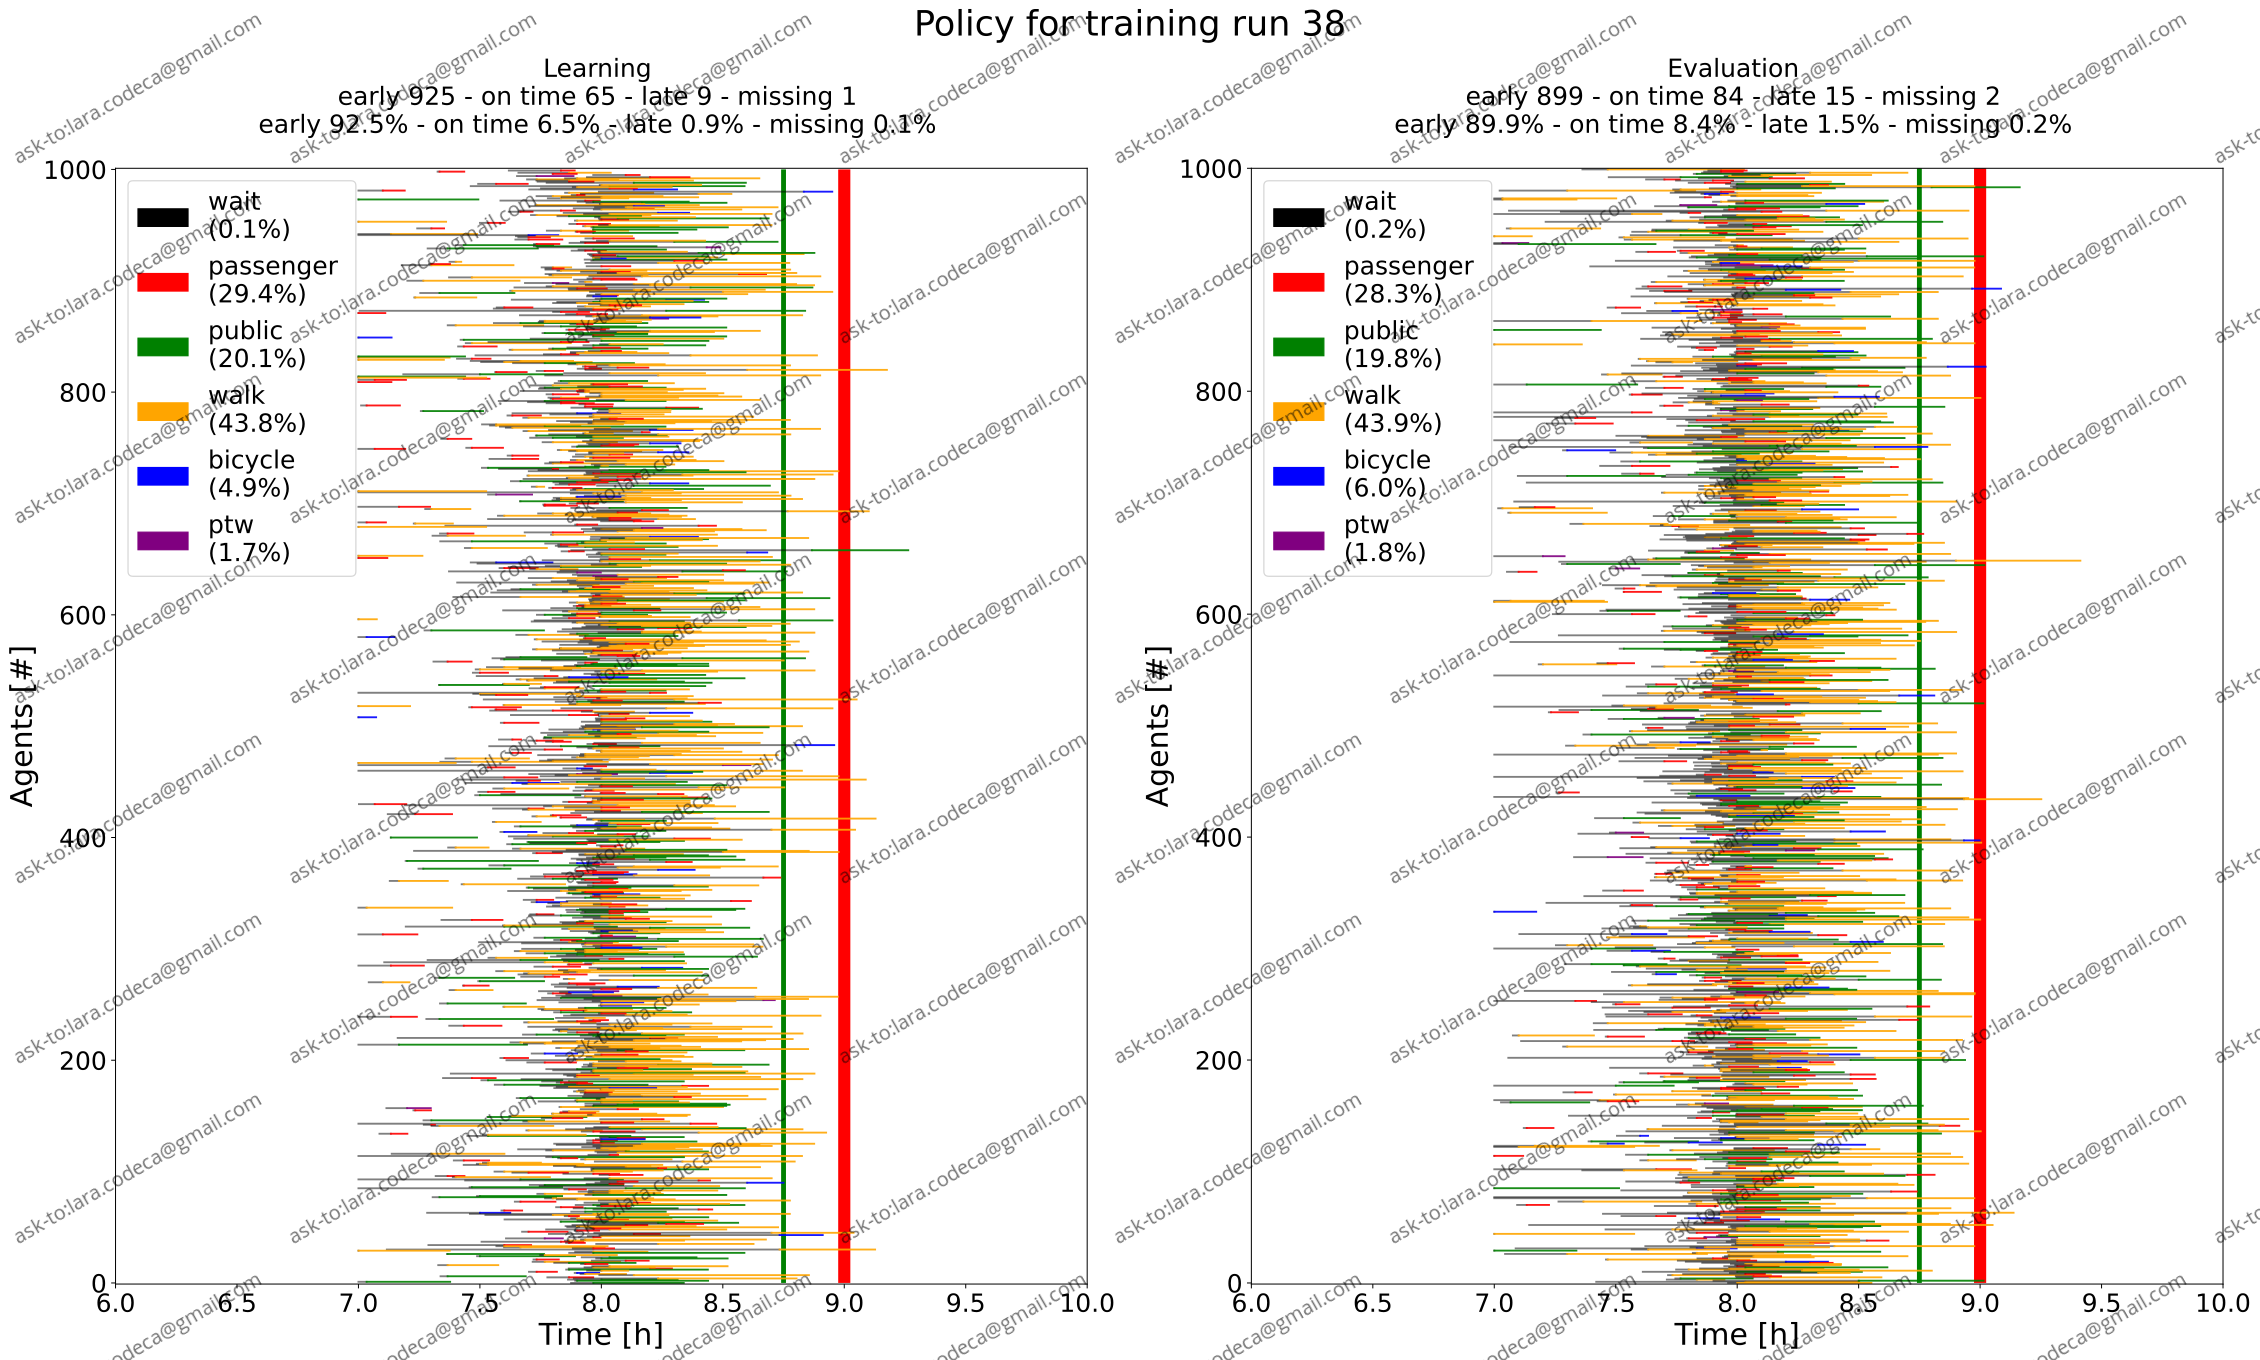 Policy for training run 38
Learning
early 925 - on time 65 - late 9 - missing 1
early 92.5% - on time 6.5% - late 0.9% - missing 0.1%
1000
800
600
400
200
0
Agents [#]
wait
(0.1%)
passenger
(29.4%)
public
(20.1%)
walk
(43.8%)
bicycle
(4.9%)
ptw
(1.7%)
6.0 6.5 7.0 7.5 8.0 8.5 9.0 9.5 10.0
Time [h]
Evaluation
early 899 - on time 84 - late 15 - missing 2
early 89.9% - on time 8.4% - late 1.5% - missing 0.2%
1000
800
600
400
200
0
Agents [#]
wait
(0.2%)
passenger
(28.3%)
public
(19.8%)
walk
(43.9%)
bicycle
(6.0%)
ptw
(1.8%)
6.0 6.5 7.0 7.5 8.0 8.5 9.0 9.5 10.0
Time [h]
ask-to:lara.codeca@gmail.com